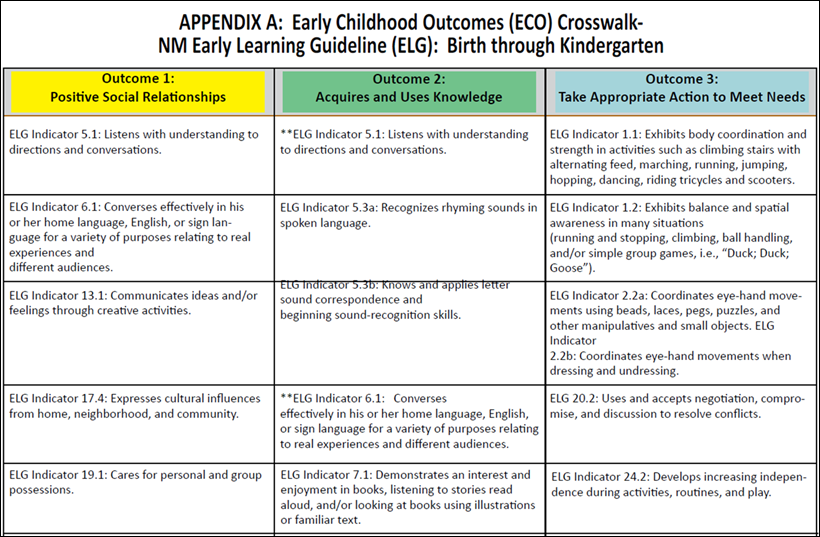 APPENDIX A: Early Childhood Outcomes (ECO) Crosswalk-
NM Early Learning Guideline (ELG): Birth through Kindergarten
Outcome 1:
Positive Social Relationships
Outcome 2:
Acquires and Uses Knowledge
Outcome 3:
Take Appropriate Action to Meet Needs
ELG Indicator 5.1: Listens with understanding to
directions and conversations.
**ELG Indicator 5.1: Listens with understanding
to directions and conversations.
ELG Indicator 1.1: Exhibits body coordination and
strength in activities such as climbing stairs with
alternating feed, marching, running, jumping,
hopping, dancing, riding tricycles and scooters.
ELG Indicator 6.1: Converses effectively in his
or her home language, English, or sign lan-
guage for a variety of purposes relating to real
experiences and
different audiences.
ELG Indicator 5.3a: Recognizes rhyming sounds in
spoken language.
ELG Indicator 1.2: Exhibits balance and spatial
awareness in many situations
(running and stopping, climbing, ball handling,
and/or simple group games, i.e., “Duck; Duck;
Goose”).
ELG Indicator 13.1: Communicates ideas and/or
feelings through creative activities.
ELG Indicator 5.3b: Knows and applies letter
sound correspondence and
beginning sound-recognition skills.
ELG Indicator 2.2a: Coordinates eye-hand move-
ments using beads, laces, pegs, puzzles, and
other manipulatives and small objects. ELG
Indicator
2.2b: Coordinates eye-hand movements when
dressing and undressing.
ELG Indicator 17.4: Expresses cultural influences
from home, neighborhood, and community.
**ELG Indicator 6.1: Converses
effectively in his or her home language, English,
or sign language for a variety of purposes relating
to real experiences and different audiences.
ELG 20.2: Uses and accepts negotiation, compro-
mise, and discussion to resolve conflicts.
ELG Indicator 19.1: Cares for personal and group
possessions.
ELG Indicator 7.1: Demonstrates an interest and
enjoyment in books, listening to stories read
aloud, and/or looking at books using illustrations
or familiar text.
ELG Indicator 24.2: Develops increasing indepen-
dence during activities, routines, and play.